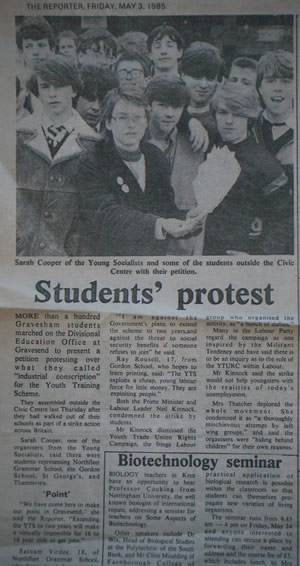 THE REPORTER, FRIDAY, MAY 3, 1985
Sarah Cooper of the Young Socialists and some of the students outside the Civic
Centre with their petition.
Students' protest
MORE than a hundred
Gravesham students
marched on the Divisional
Education Office at
Gravesend to present a
petition protesting over
what they called
"industrial conscription"
for the Youth Training
Scheme.
They assembled outside the
Civic Centre last Thursday after
they had walked out of their
schools as part of a strike action
across Britain.
Sarah Cooper, one of the
organisers from the Young
Socialists, said there were
students representing Northfleet
Grammar School, the Gordon
School, St George's, and
Thamesview.
'Point'
"We have come here to make
our point in Gravesend," she
told the Reporter. "Extending
the YTS to two years will make
it virtually impossible for 16 to
18 year olds to get jobs."
Satnam Virdee, 18, of
Northfleet Grammar School,
"I am against the
Government's plans to extend
the scheme to two years, and
against the threat to social
security benefits if someone
refuses to join" he said.
Ray Roussell, 17, from
Gordon School, who hopes to
learn printing, said: "The YTS
exploits a cheap, young labour
force for little money. They are
exploiting people."
Both the Prime Minister and
Labour Leader Neil Kinnock,
condemned the strike by
students.
Mr Kinnock dismissed the
Youth Trade Union Rights
Campaign, the fringe Labour
group who organised the
activity, as "a bunch of dafties."
Many in the Labour Party
regard the campaign as one
inspired by the Militant
Tendency and have said there is
to be an inquiry as to the role of
the YTURC within Labour.
Mr Kinnock said the strike
would not help youngsters with
the realities of today's
unemployment.
Mrs Thatcher deplored the
whole movement. She
condemned it as "a thoroughly
mischievous attempt by left
wing groups," and said the
organisers were "hiding behind
children" for their own reasons.
Biotechnology seminar
BIOLOGY teachers in Kent
have an opportunity to hear
Professor Cocking from
Nottingham University, the well
known biologist of international
repute, addressing a seminar for
teachers on Some Aspects of
Biotechnology.
Other speakers include Dr
Head of Biological Studies
at the Polytechnic of the South
Bank, and Mr Clive Moulding of
Farnborough College of
practical application of
biological research is possible
within the classroom so that
students can themselves
new varieties of living
organisms.
The seminar runs from 9.45
am — 4 pm on Friday, May 24
and anyone interested in
attending can secure a place by
forwarding their name and
address and the course fee of
which includes lunch, to Mrs